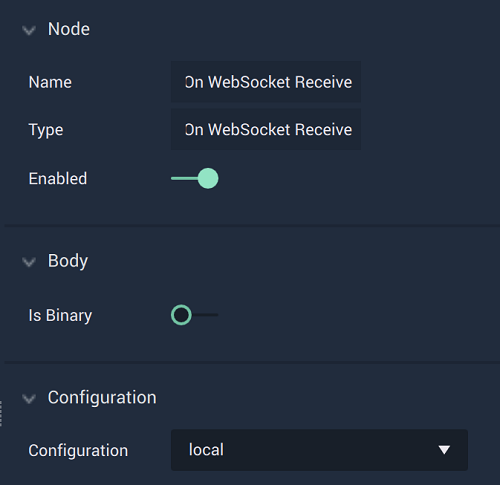 Node
Name On WebSocket Receive
Type On WebSocket Receive
Enabled
Body
Is Binary
Configuration
Configuration local